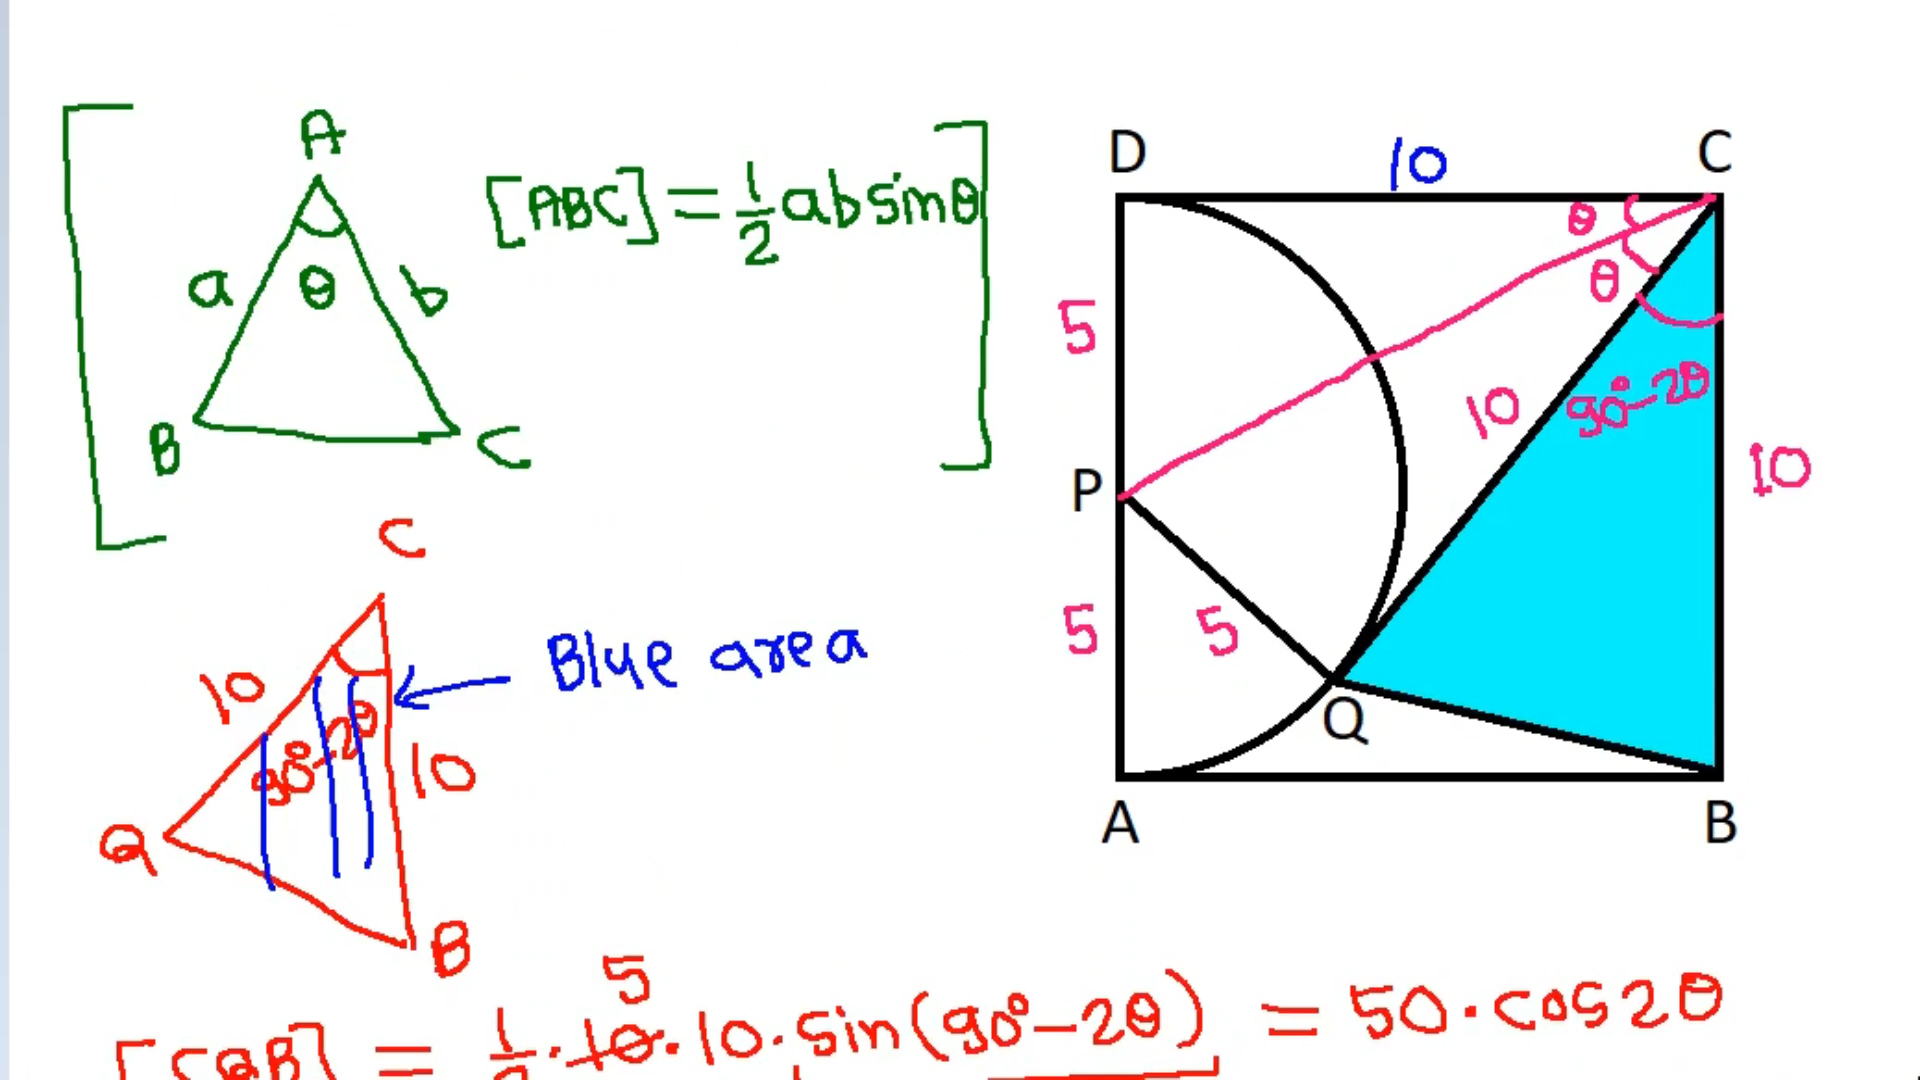 A
[ABC] = 1/2 ab sinθ
a
θ
b
B
C
D
10
C
θ
θ
5
10
90°-2θ
10
P
5
5
Q
A
B
C
Blue area
10
90°-2θ
10
Q
B
5
[CQB] = 1/2 · 10 · 10 · sin(90°-2θ) = 50 · cos2θ